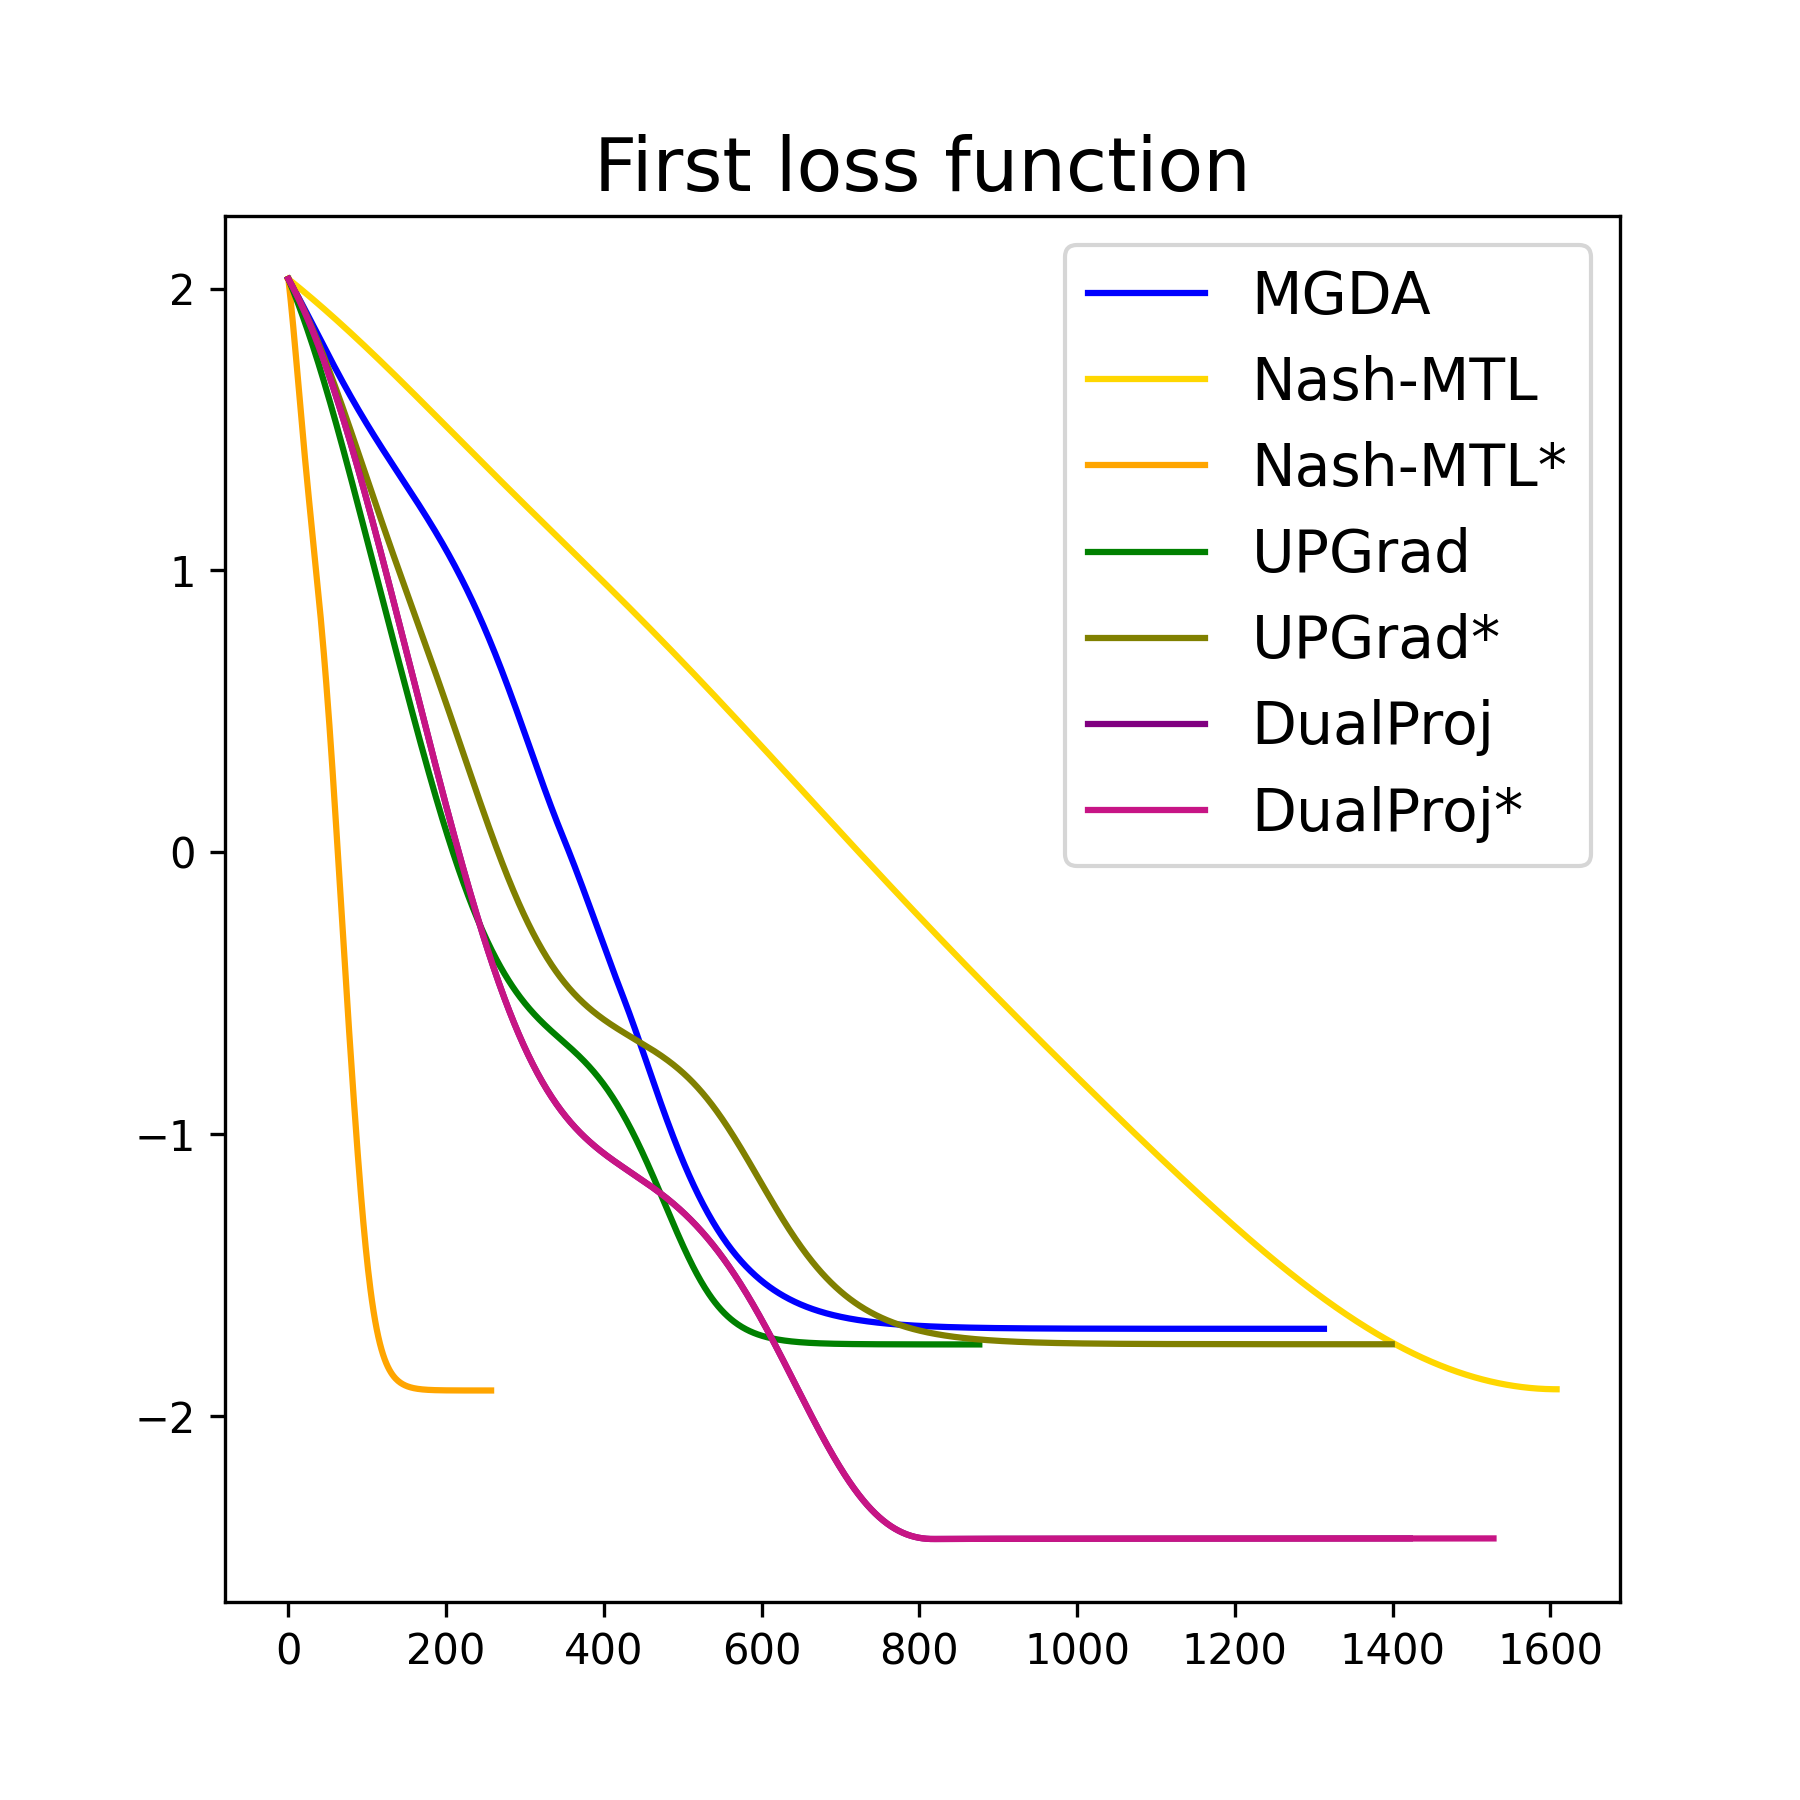 First loss function
MGDA
Nash-MTL
Nash-MTL*
UPGrad
UPGrad*
DualProj
DualProj*
2
1
0
−1
−2
0 200 400 600 800 1000 1200 1400 1600